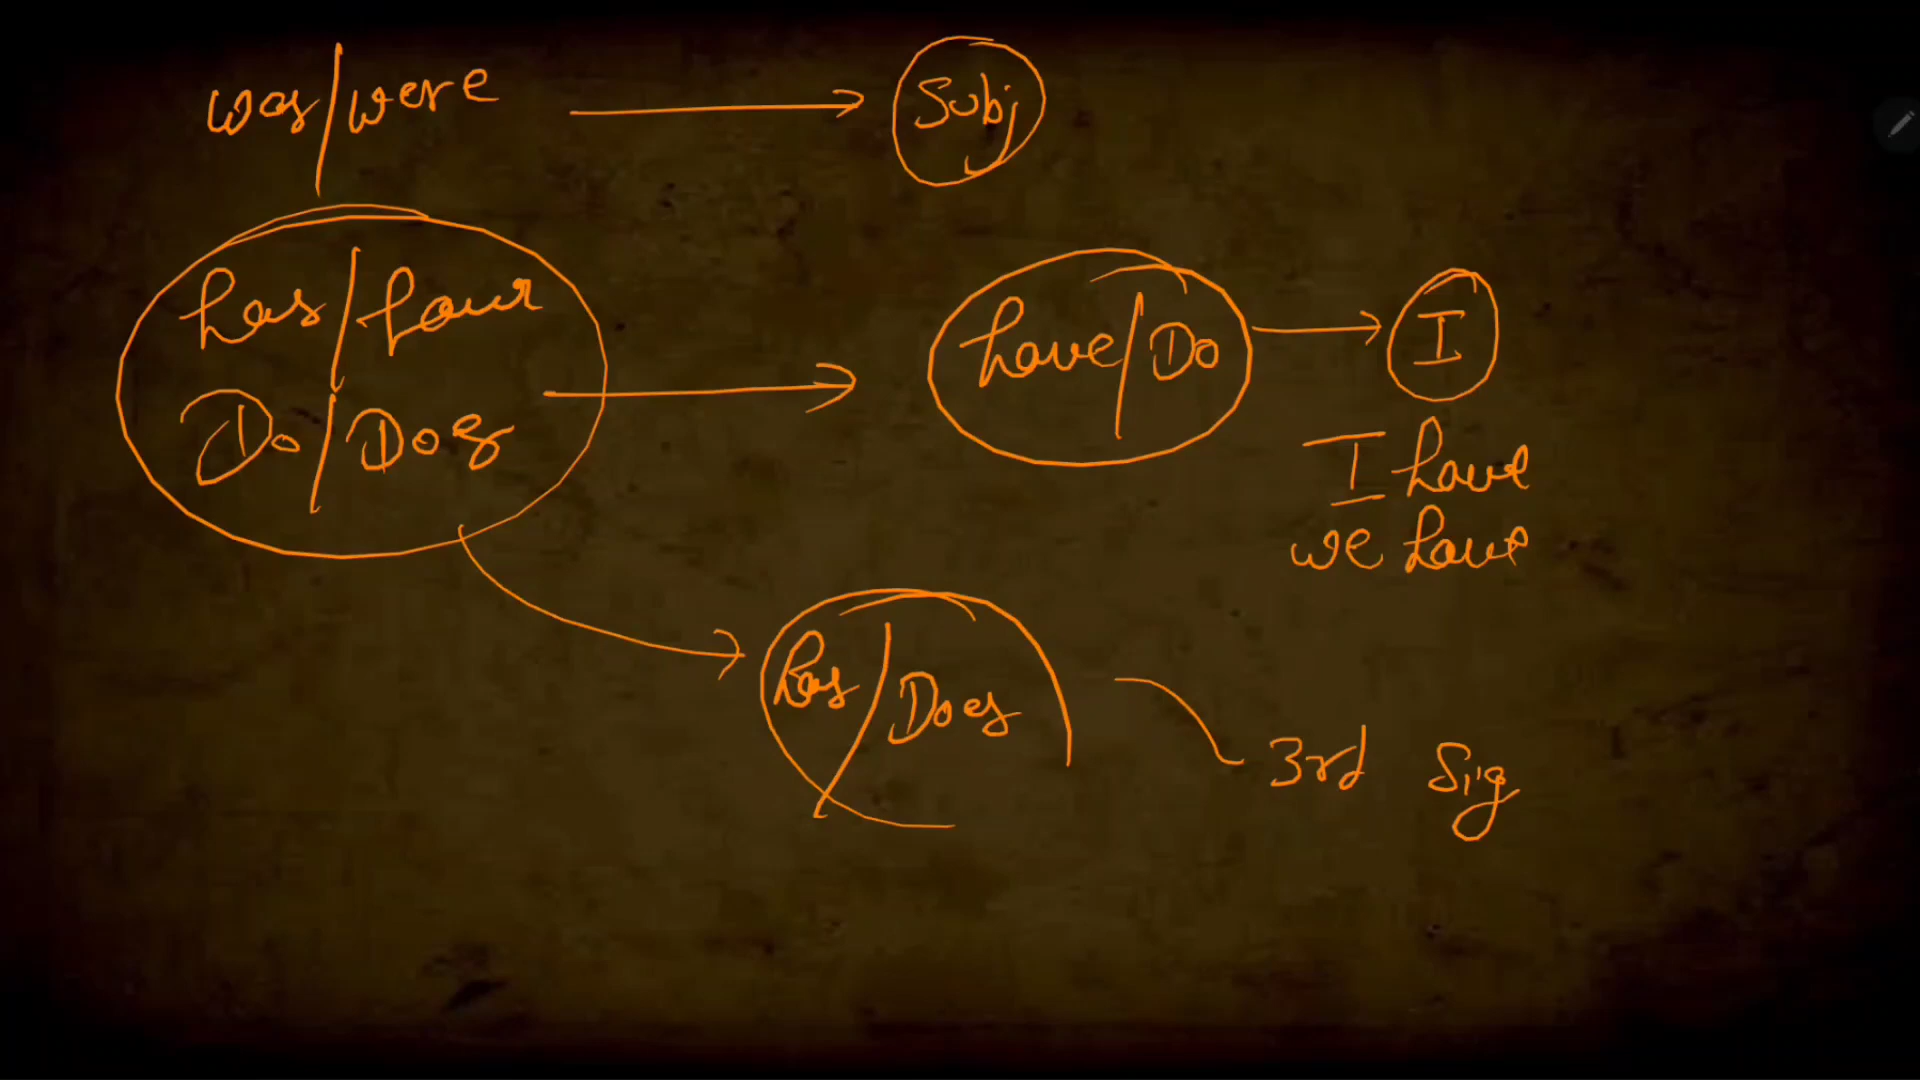 was/were
Subj
has/have
have/Do
I
Do/Does
I have
we have
has/Does
3rd Sig